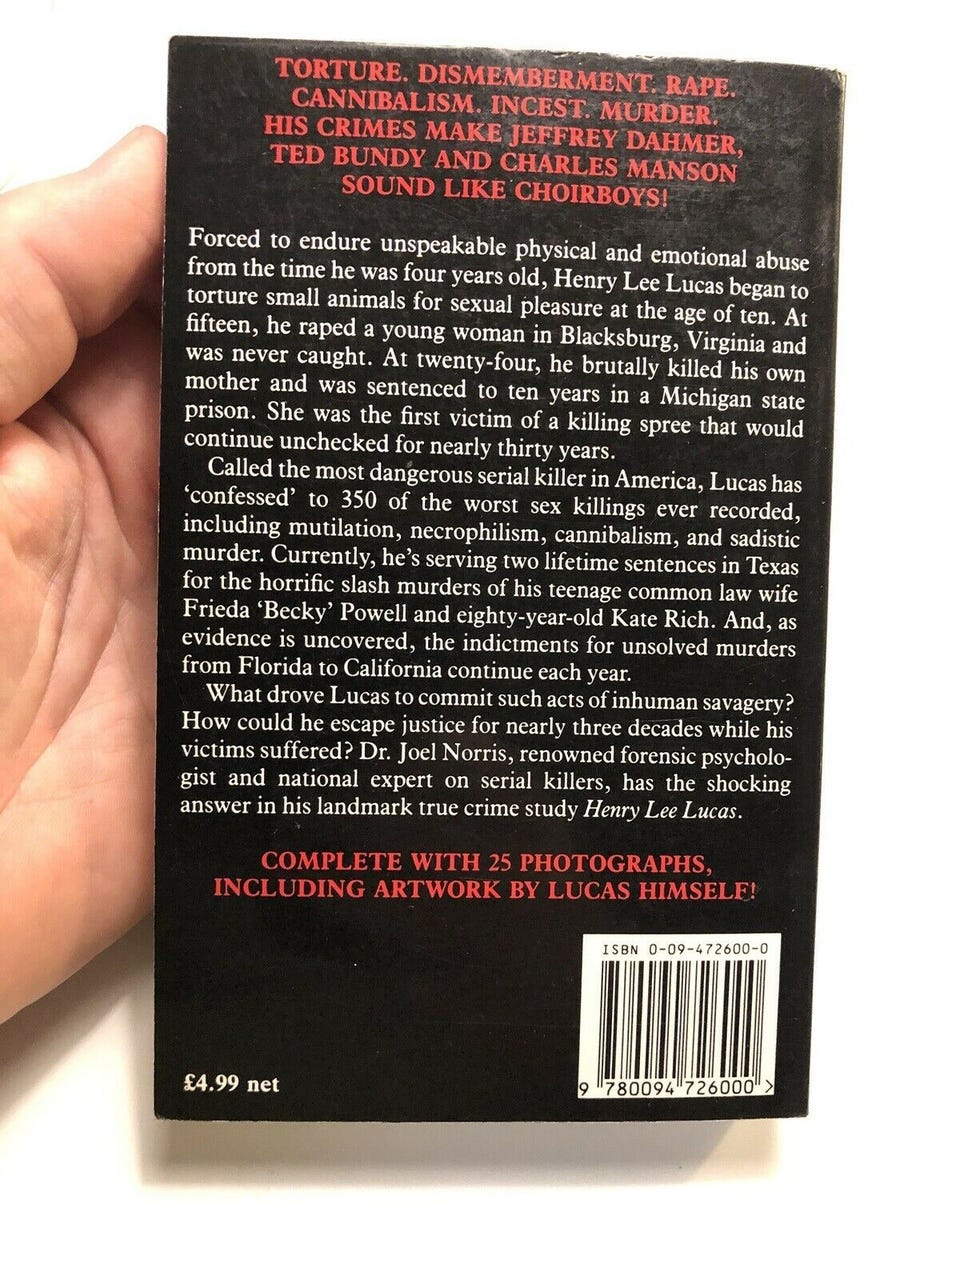 TORTURE. DISMEMBERMENT. RAPE.
CANNIBALISM. INCEST. MURDER.
HIS CRIMES MAKE JEFFREY DAHMER,
TED BUNDY AND CHARLES MANSON
SOUND LIKE CHOIRBOYS!
Forced to endure unspeakable physical and emotional abuse
from the time he was four years old, Henry Lee Lucas began to
torture small animals for sexual pleasure at the age of ten. At
fifteen, he raped a young woman in Blacksburg, Virginia and
was never caught. At twenty-four, he brutally killed his own
mother and was sentenced to ten years in a Michigan state
prison. She was the first victim of a killing spree that would
continue unchecked for nearly thirty years.
Called the most dangerous serial killer in America, Lucas has
‘confessed’ to 350 of the worst sex killings ever recorded,
including mutilation, necrophilism, cannibalism, and sadistic
murder. Currently, he’s serving two lifetime sentences in Texas
for the horrific slash murders of his teenage common law wife
Frieda ‘Becky’ Powell and eighty-year-old Kate Rich. And, as
evidence is uncovered, the indictments for unsolved murders
from Florida to California continue each year.
What drove Lucas to commit such acts of inhuman savagery?
How could he escape justice for nearly three decades while his
victims suffered? Dr. Joel Norris, renowned forensic psycholo-
gist and national expert on serial killers, has the shocking
answer in his landmark true crime study Henry Lee Lucas.
COMPLETE WITH 25 PHOTOGRAPHS,
INCLUDING ARTWORK BY LUCAS HIMSELF!
ISBN 0-09-472600-0
9 780094 726000 >
£4.99 net